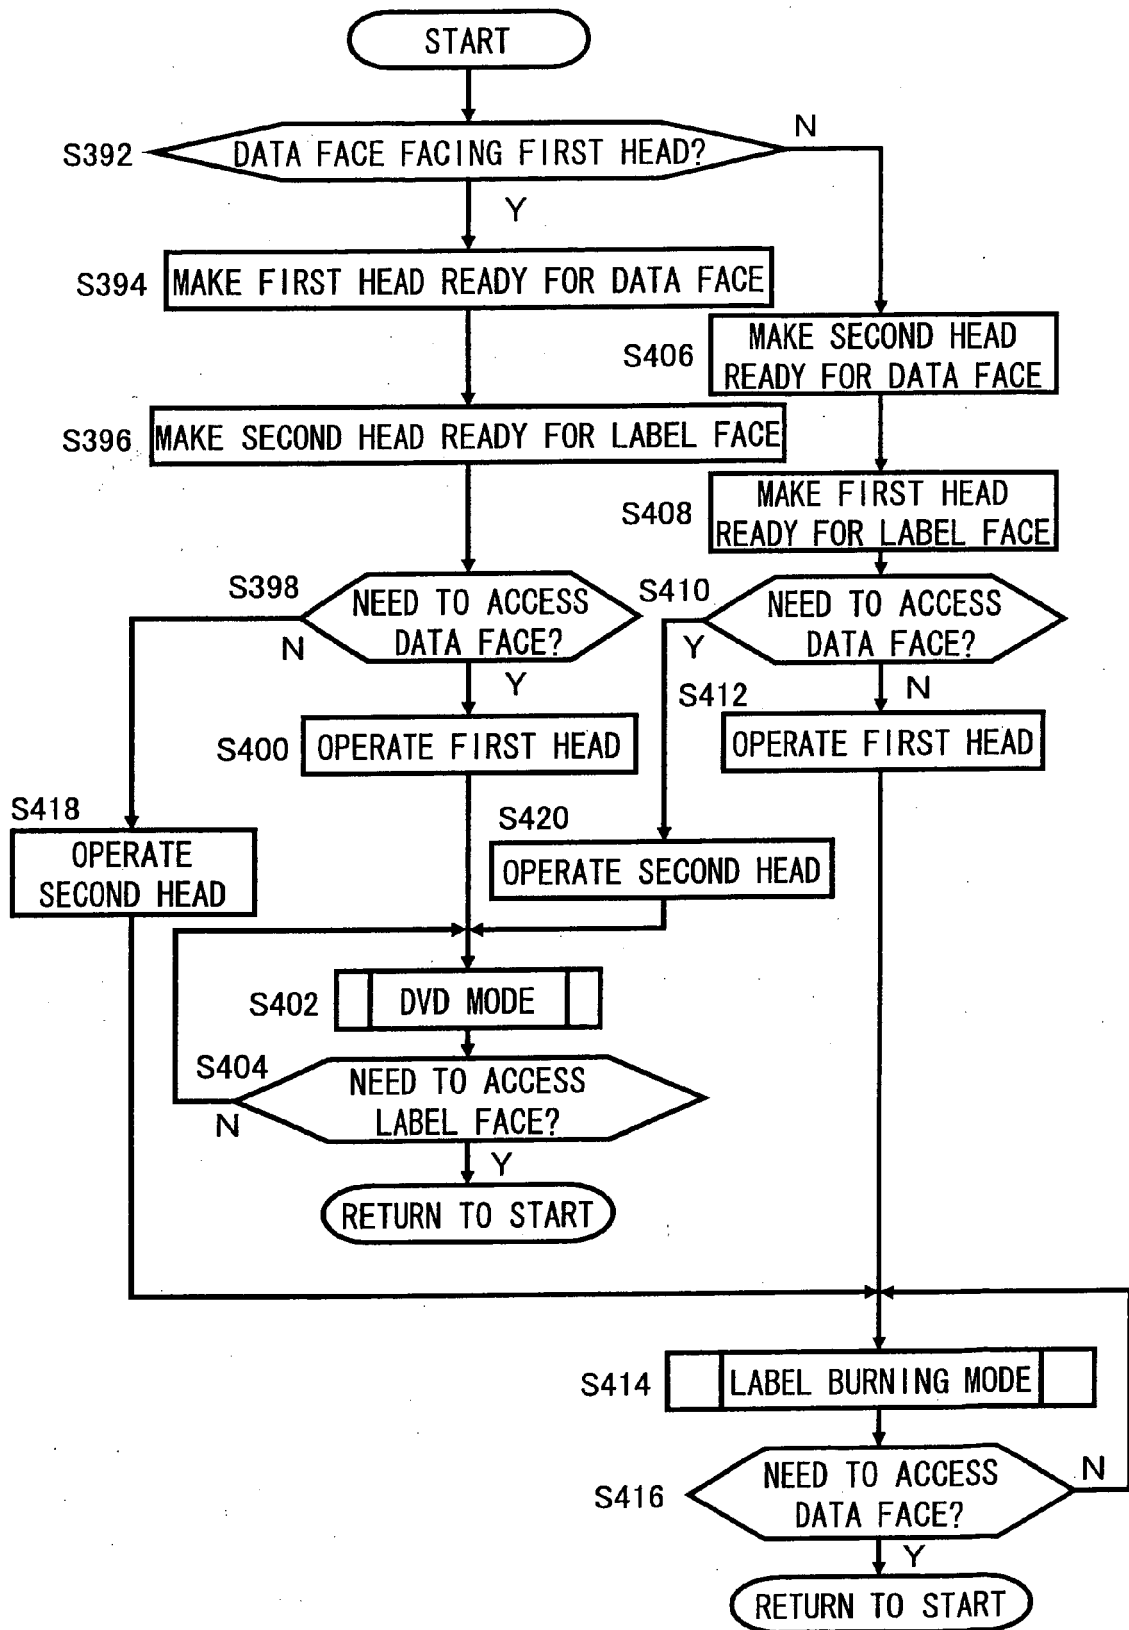 START
S392
DATA FACE FACING FIRST HEAD?
N
Y
S394
MAKE FIRST HEAD READY FOR DATA FACE
S406
MAKE SECOND HEAD
READY FOR DATA FACE
S396
MAKE SECOND HEAD READY FOR LABEL FACE
S408
MAKE FIRST HEAD
READY FOR LABEL FACE
S398
NEED TO ACCESS
DATA FACE?
N
Y
S410
NEED TO ACCESS
DATA FACE?
Y
N
S400
OPERATE FIRST HEAD
S412
OPERATE FIRST HEAD
S418
OPERATE
SECOND HEAD
S420
OPERATE SECOND HEAD
S402
DVD MODE
S404
NEED TO ACCESS
LABEL FACE?
N
Y
RETURN TO START
S414
LABEL BURNING MODE
S416
NEED TO ACCESS
DATA FACE?
N
Y
RETURN TO START